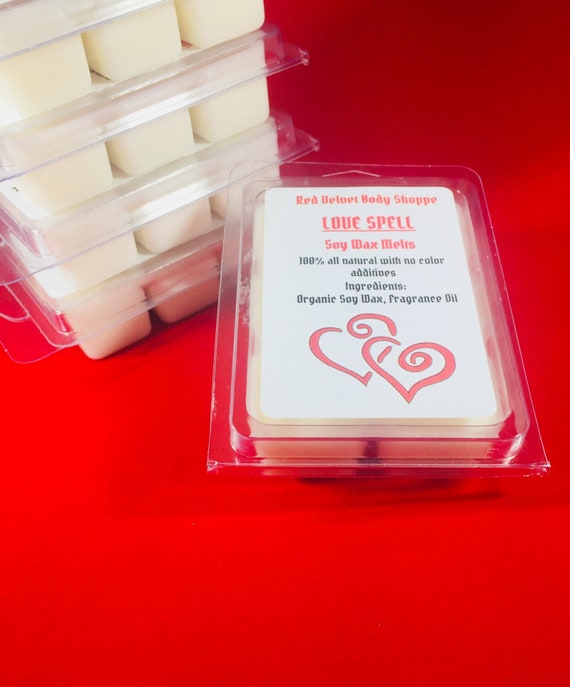 Red Velvet Body Shoppe
LOVE SPELL
Soy Wax Melts
100% all natural with no color
additives
Ingredients:
Organic Soy Wax, Fragrance Oil